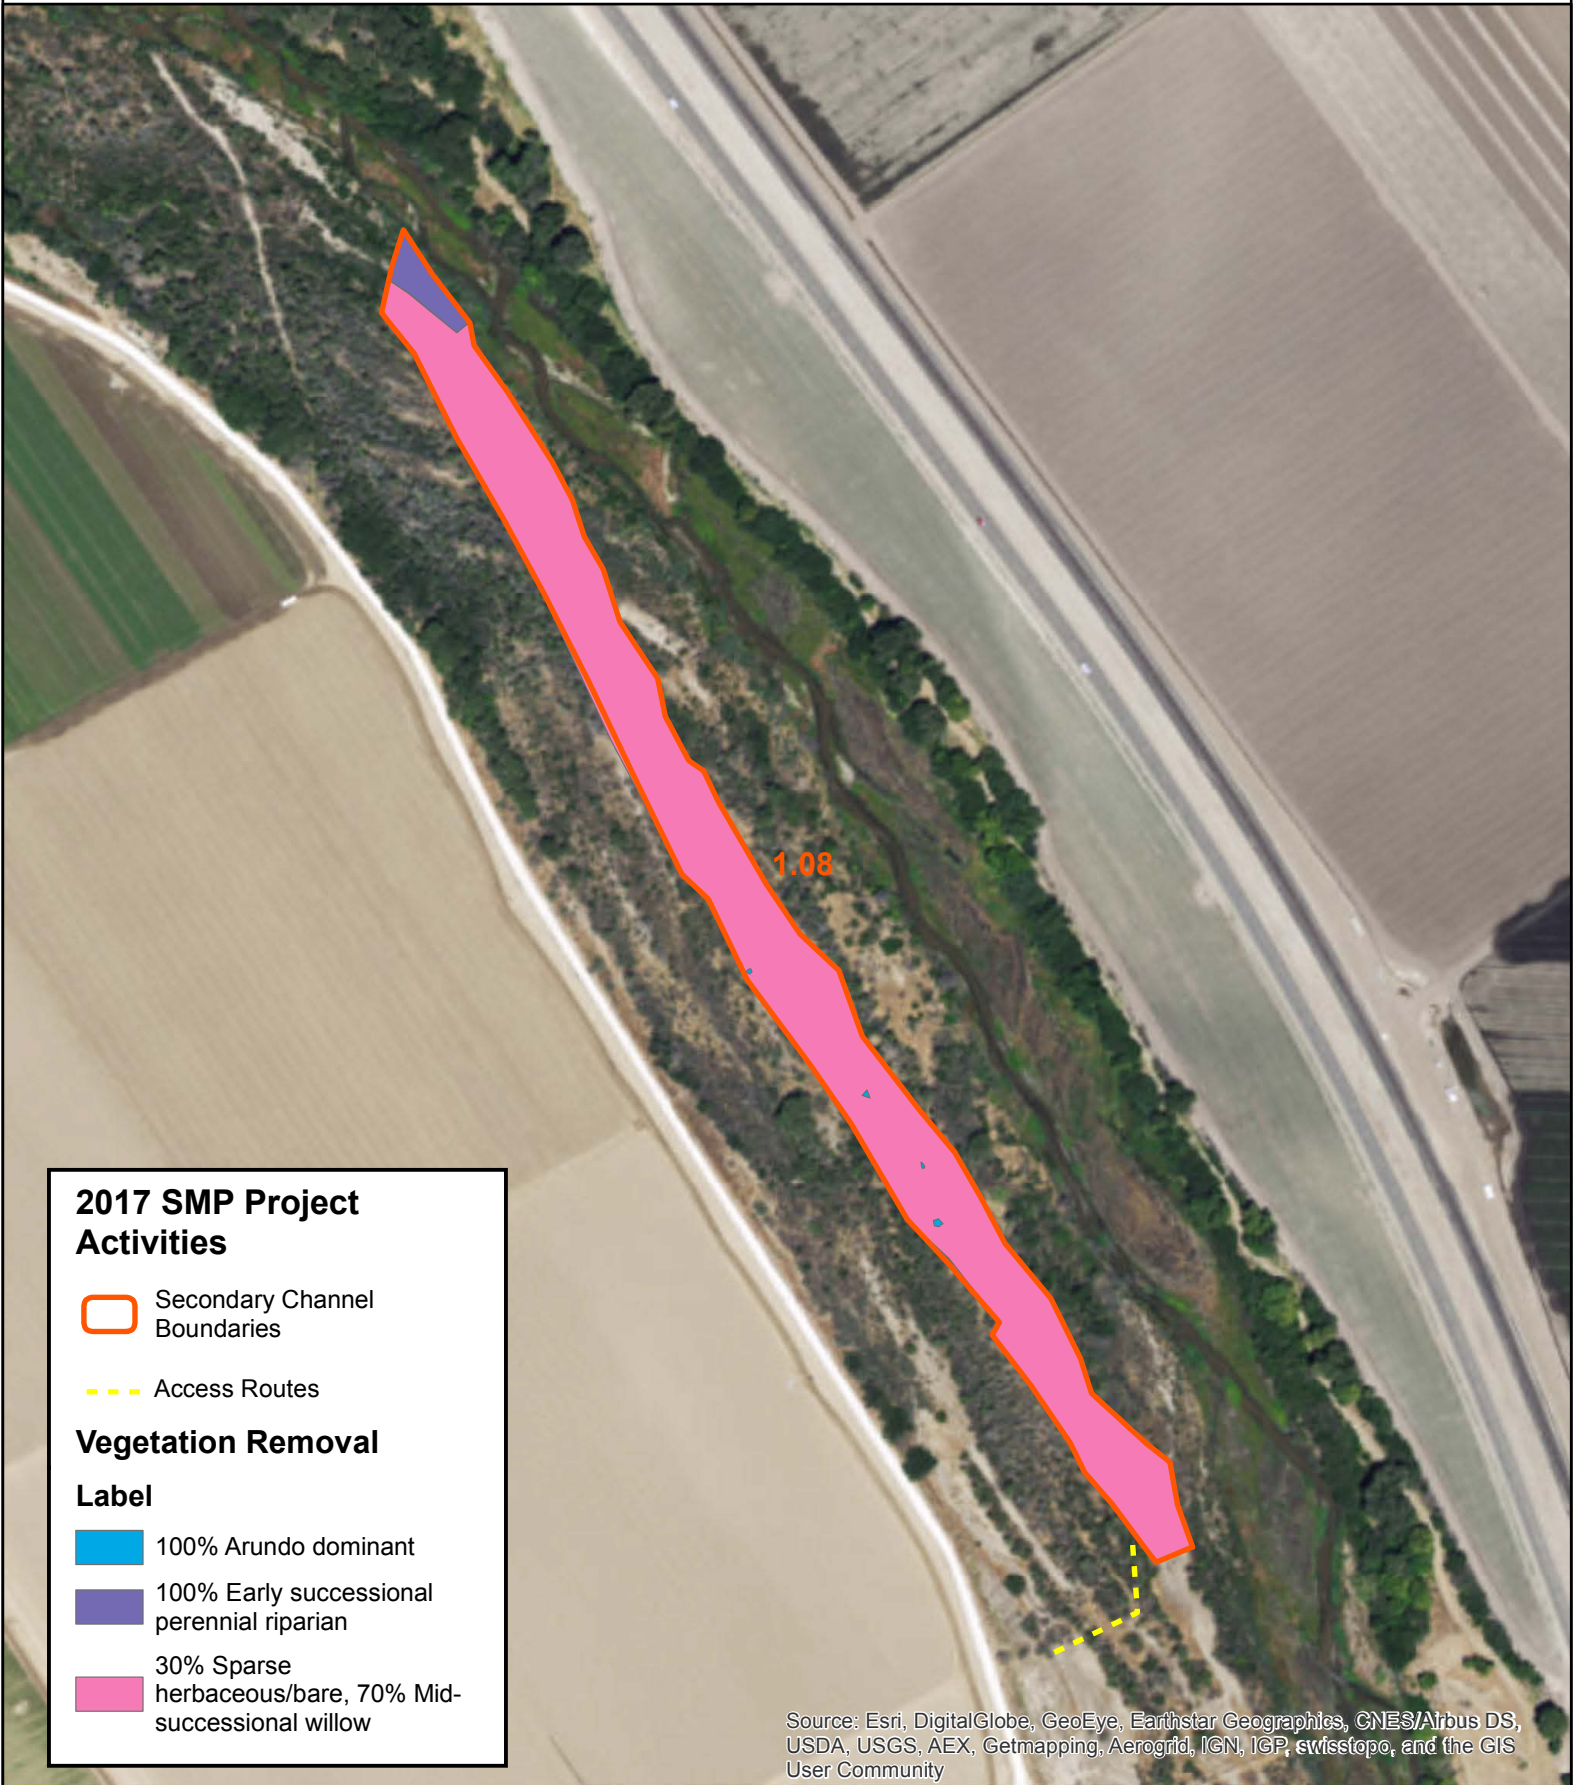 1.08
2017 SMP Project
Activities
Secondary Channel
Boundaries
Access Routes
Vegetation Removal
Label
100% Arundo dominant
100% Early successional
perennial riparian
30% Sparse
herbaceous/bare, 70% Mid-
successional willow
Source: Esri, DigitalGlobe, GeoEye, Earthstar Geographics, CNES/Airbus DS,
USDA, USGS, AEX, Getmapping, Aerogrid, IGN, IGP, swisstopo, and the GIS
User Community